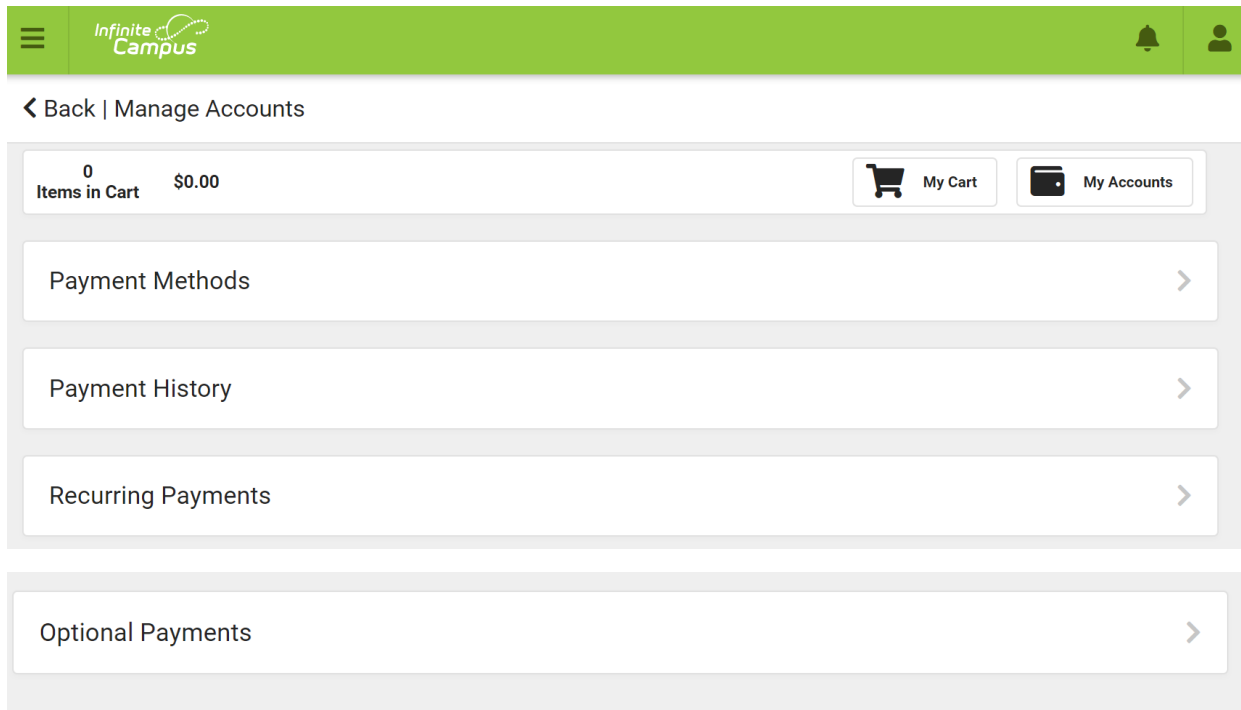 Infinite
Campus
Back | Manage Accounts
0
Items in Cart
$0.00
My Cart
My Accounts
Payment Methods
Payment History
Recurring Payments
Optional Payments